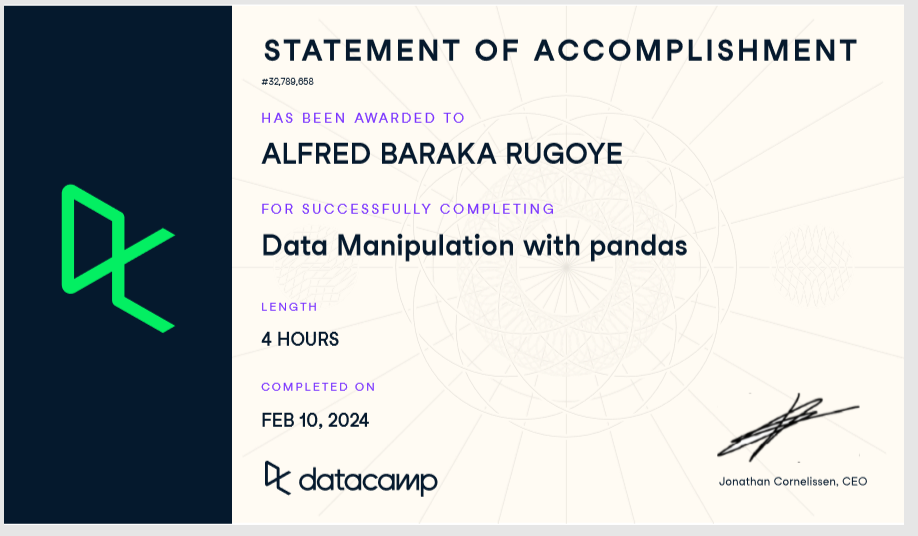 STATEMENT OF ACCOMPLISHMENT
#32,789,658
HAS BEEN AWARDED TO
ALFRED BARAKA RUGOYE
FOR SUCCESSFULLY COMPLETING
Data Manipulation with pandas
LENGTH
4 HOURS
COMPLETED ON
FEB 10, 2024
datacamp
Jonathan Cornelissen, CEO